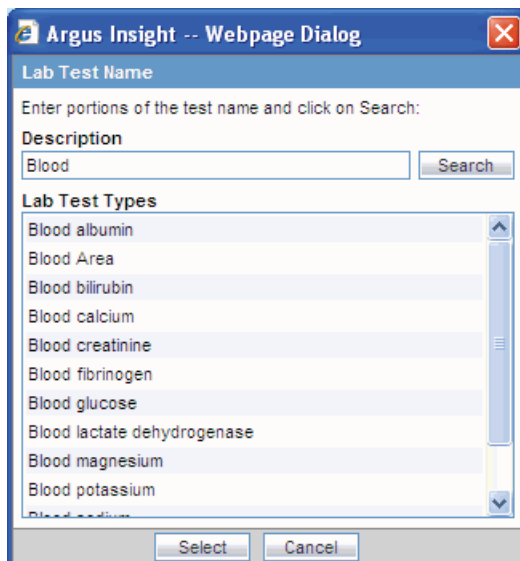 Argus Insight -- Webpage Dialog
Lab Test Name
Enter portions of the test name and click on Search:
Description
Blood Search
Lab Test Types
Blood albumin
Blood Area
Blood bilirubin
Blood calcium
Blood creatinine
Blood fibrinogen
Blood glucose
Blood lactate dehydrogenase
Blood magnesium
Blood potassium
Blood sodium
Select Cancel